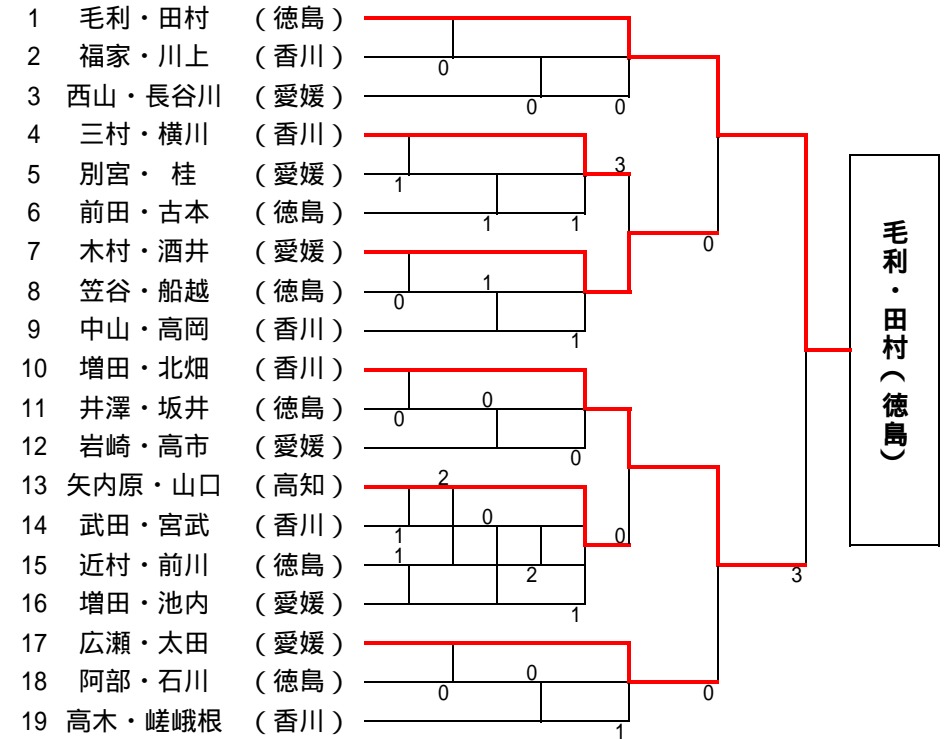 1 毛利・田村 (徳島)
2 福家・川上 (香川)
0
3 西山・長谷川 (愛媛)
0 0
4 三村・横川 (香川)
3
5 別宮・ 桂 (愛媛)
1
6 前田・古本 (徳島)
1 1
7 木村・酒井 (愛媛)
0
8 笠谷・船越 (徳島)
1
0
9 中山・高岡 (香川)
1
10 増田・北畑 (香川)
11 井澤・坂井 (徳島)
0
0
12 岩崎・高市 (愛媛)
0
13 矢内原・山口 (高知)
2
14 武田・宮武 (香川)
0
1 0
15 近村・前川 (徳島)
1
2 3
16 増田・池内 (愛媛)
1
17 広瀬・太田 (愛媛)
18 阿部・石川 (徳島)
0
0 0
19 高木・嵯峨根 (香川)
1
毛利・田村(徳島)